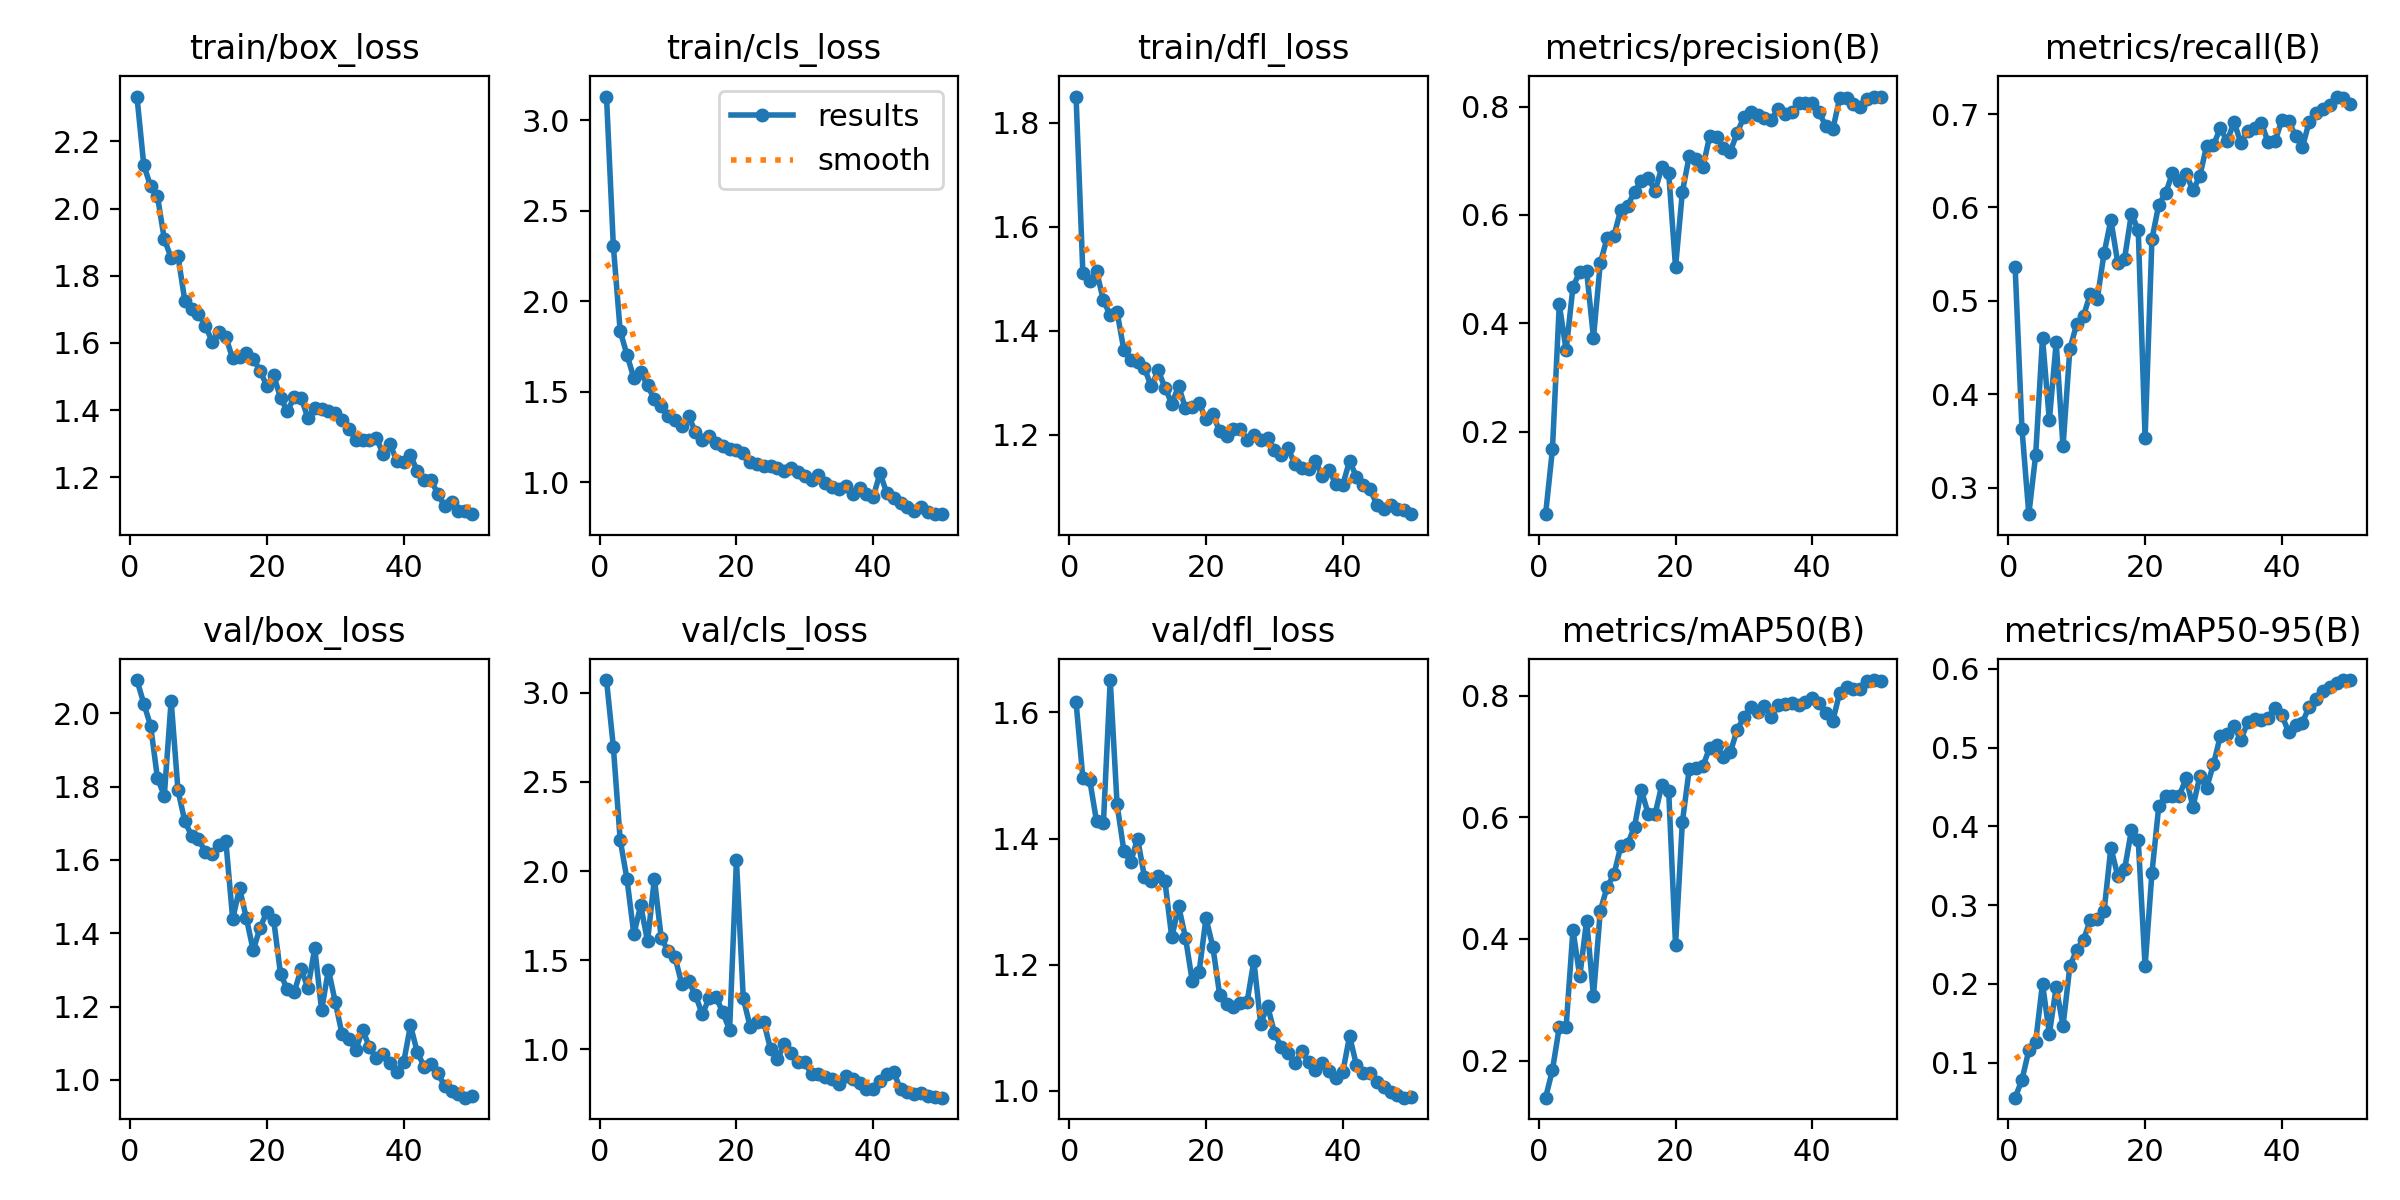 train/box_loss
2.2
2.0
1.8
1.6
1.4
1.2
0 20 40
train/cls_loss
results
smooth
3.0
2.5
2.0
1.5
1.0
0 20 40
train/dfl_loss
1.8
1.6
1.4
1.2
0 20 40
metrics/precision(B)
0.8
0.6
0.4
0.2
0 20 40
metrics/recall(B)
0.7
0.6
0.5
0.4
0.3
0 20 40
val/box_loss
2.0
1.8
1.6
1.4
1.2
1.0
0 20 40
val/cls_loss
3.0
2.5
2.0
1.5
1.0
0 20 40
val/dfl_loss
1.6
1.4
1.2
1.0
0 20 40
metrics/mAP50(B)
0.8
0.6
0.4
0.2
0 20 40
metrics/mAP50-95(B)
0.6
0.5
0.4
0.3
0.2
0.1
0 20 40